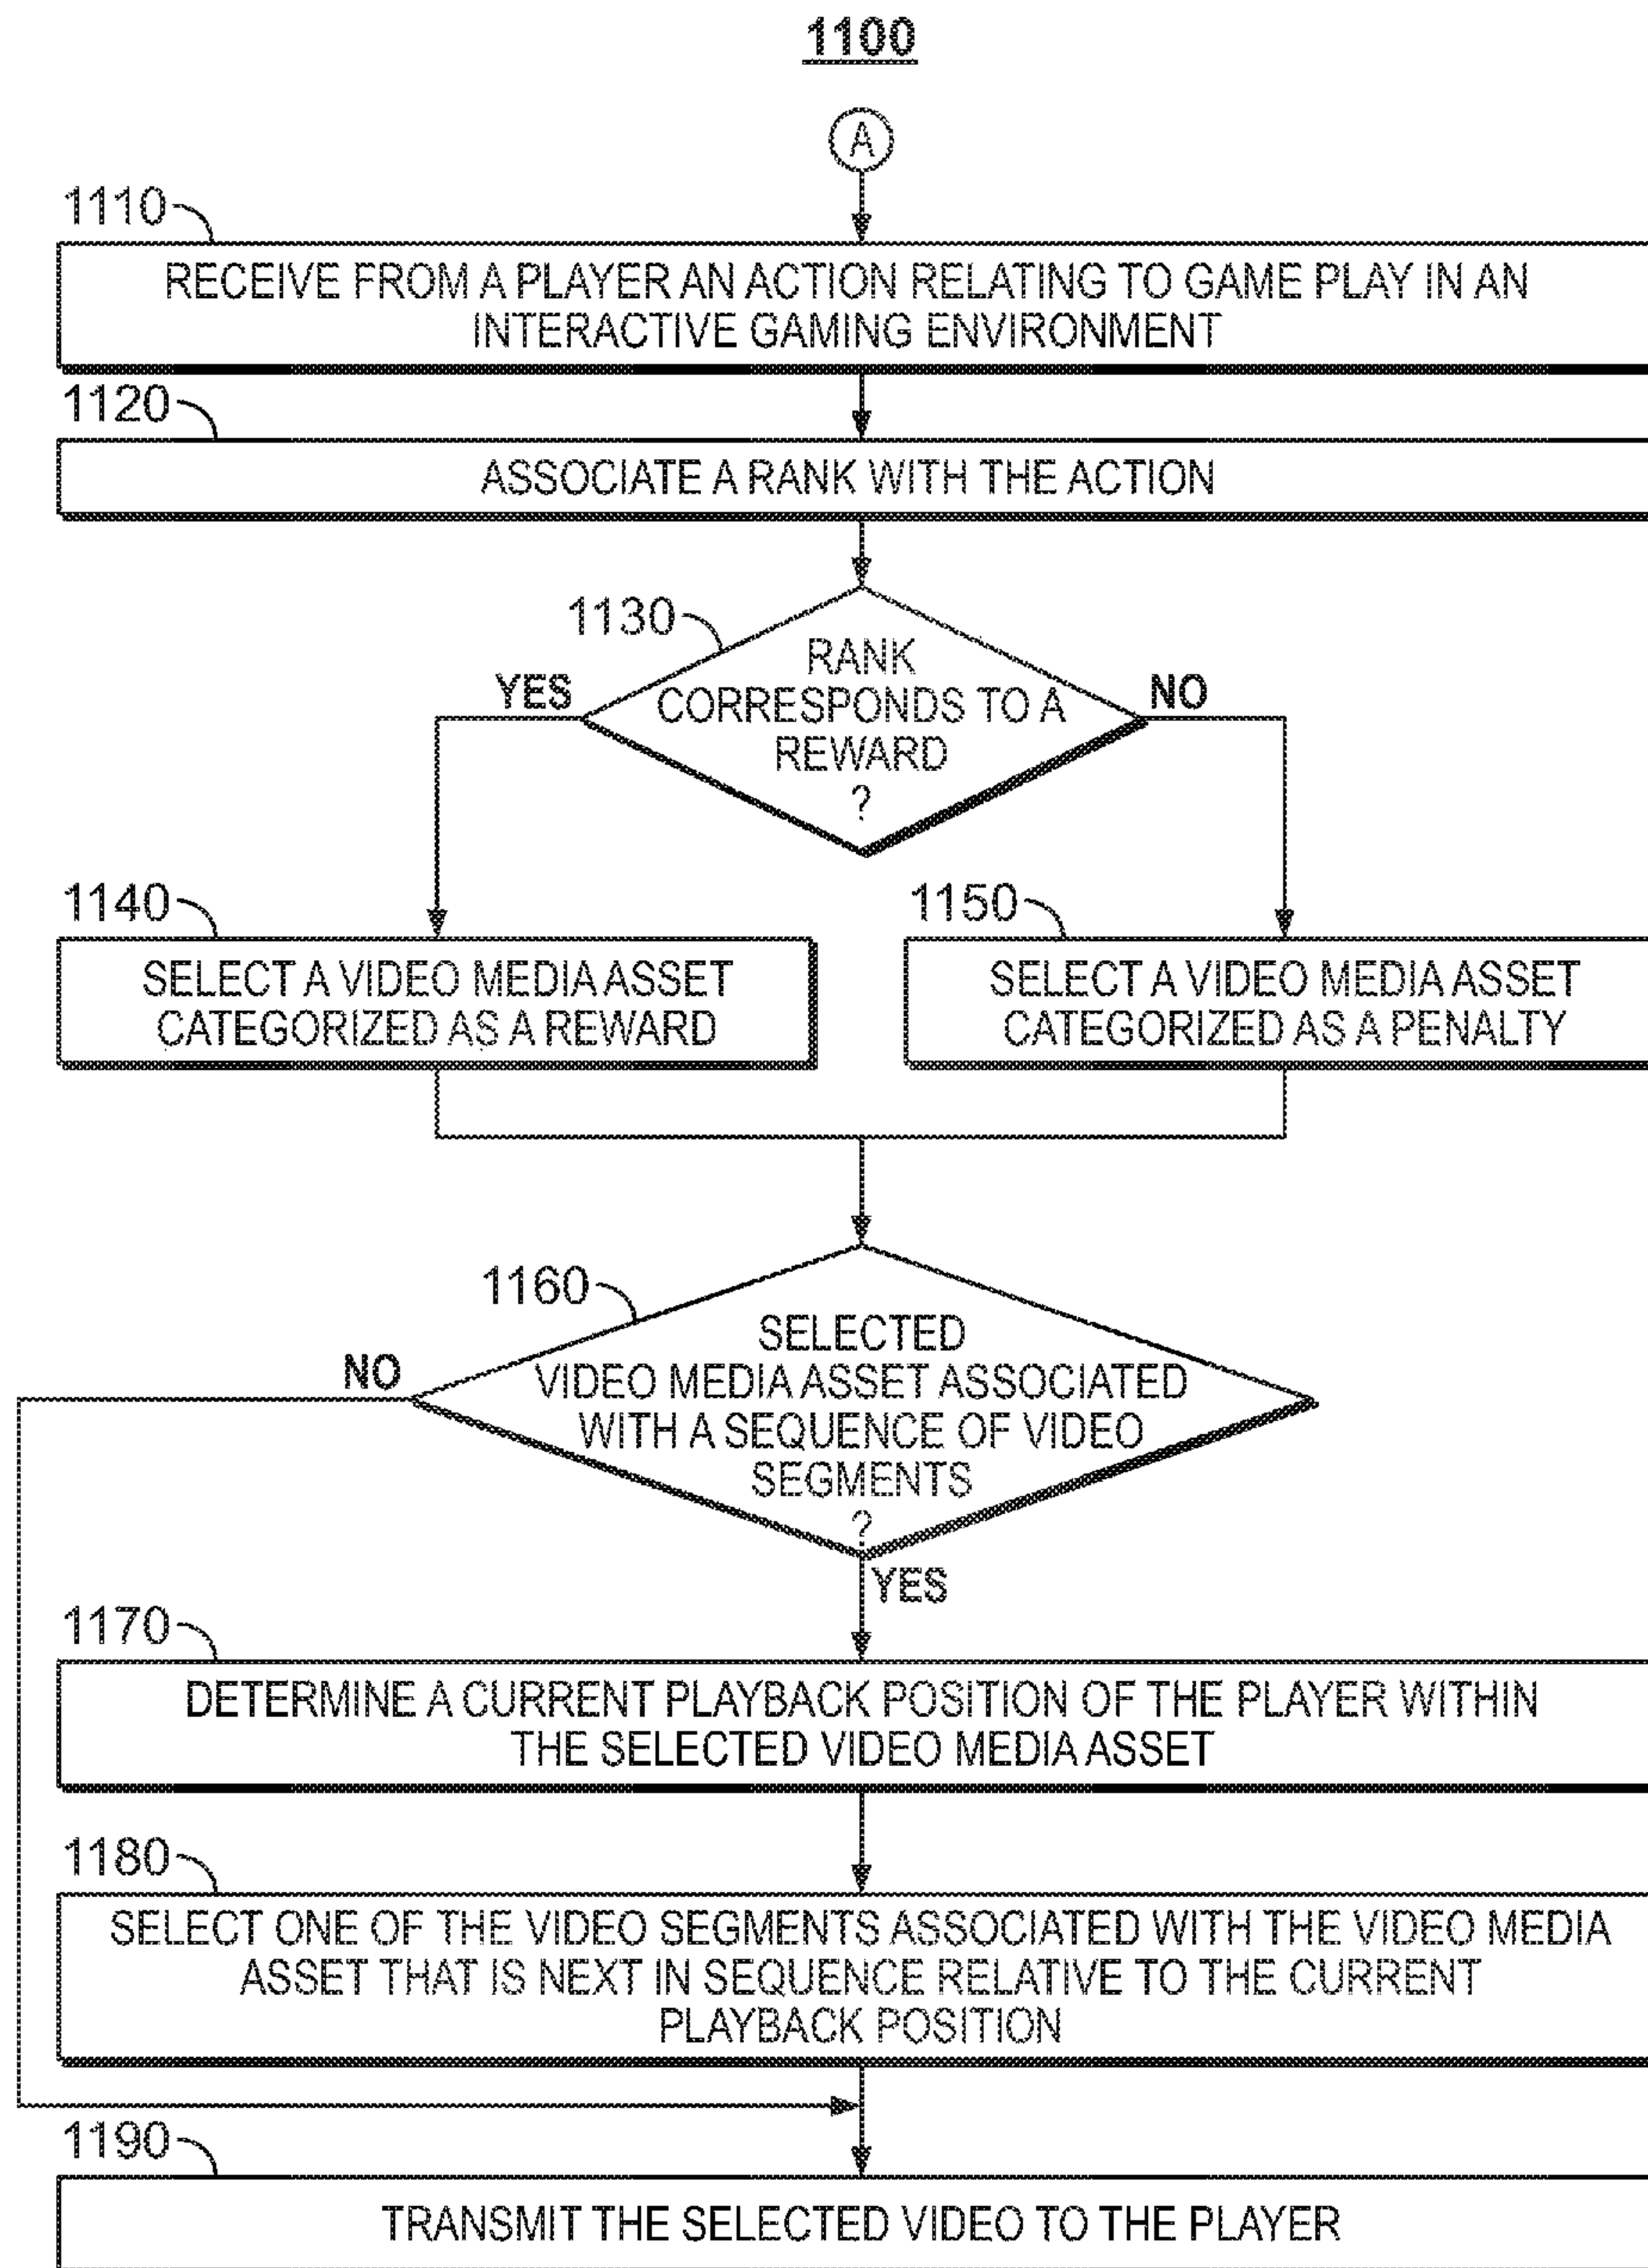 1100
A
1110
RECEIVE FROM A PLAYER AN ACTION RELATING TO GAME PLAY IN AN
INTERACTIVE GAMING ENVIRONMENT
1120
ASSOCIATE A RANK WITH THE ACTION
1130
RANK
CORRESPONDS TO A
REWARD
?
YES
NO
1140
SELECT A VIDEO MEDIA ASSET
CATEGORIZED AS A REWARD
1150
SELECT A VIDEO MEDIA ASSET
CATEGORIZED AS A PENALTY
1160
SELECTED
VIDEO MEDIA ASSET ASSOCIATED
WITH A SEQUENCE OF VIDEO
SEGMENTS
?
NO
YES
1170
DETERMINE A CURRENT PLAYBACK POSITION OF THE PLAYER WITHIN
THE SELECTED VIDEO MEDIA ASSET
1180
SELECT ONE OF THE VIDEO SEGMENTS ASSOCIATED WITH THE VIDEO MEDIA
ASSET THAT IS NEXT IN SEQUENCE RELATIVE TO THE CURRENT
PLAYBACK POSITION
1190
TRANSMIT THE SELECTED VIDEO TO THE PLAYER